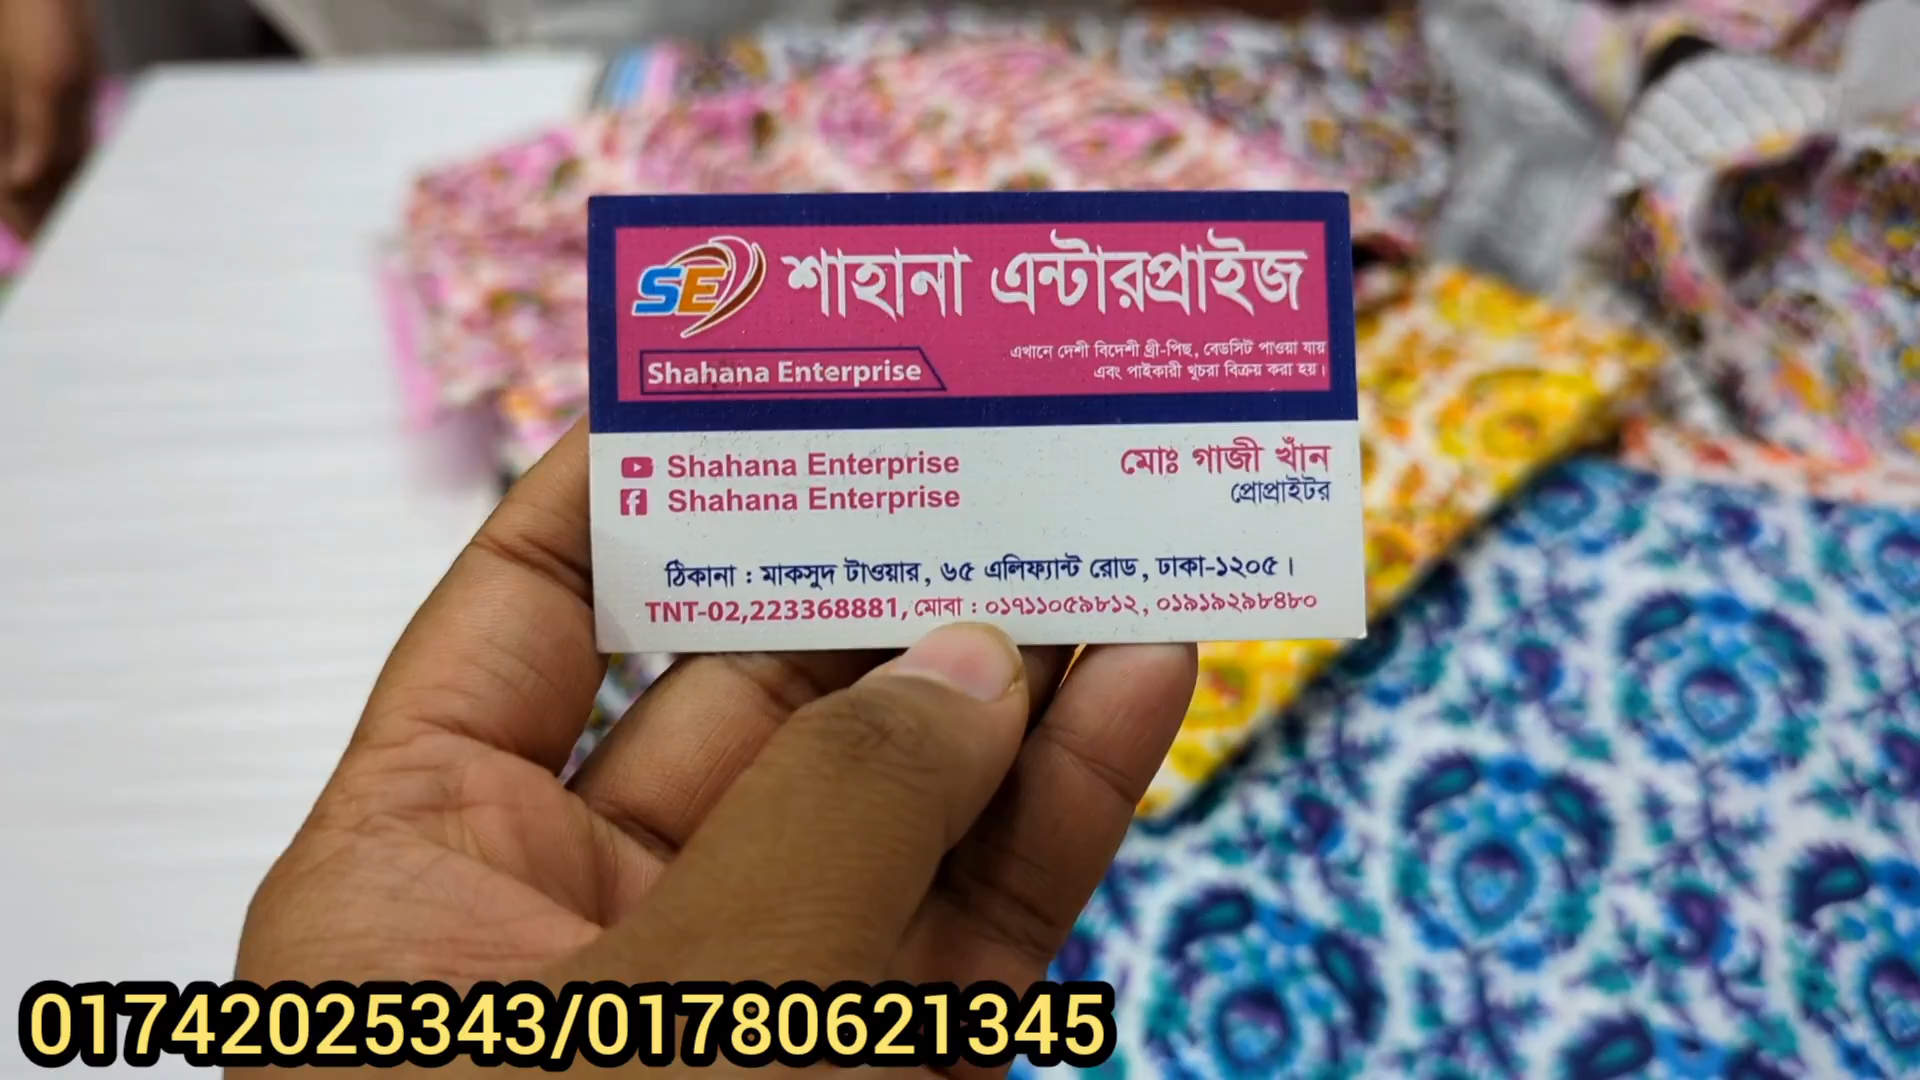 SE শাহানা এন্টারপ্রাইজ
Shahana Enterprise
এখানে দেশী বিদেশী থ্রী-পিছ, বেডসিট পাওয়া যায়
এবং পাইকারী খুচরা বিক্রয় করা হয়।
Shahana Enterprise
Shahana Enterprise
মোঃ গাজী খাঁন
প্রোপ্রাইটর
ঠিকানা : মাকসুদ টাওয়ার, ৬৫ এলিফ্যান্ট রোড, ঢাকা-১২০৫।
TNT-02,223368881, মোবা : ০১৭১১০৫৯৮১২, ০১৯১৯২৯৮৪৮০
01742025343/01780621345